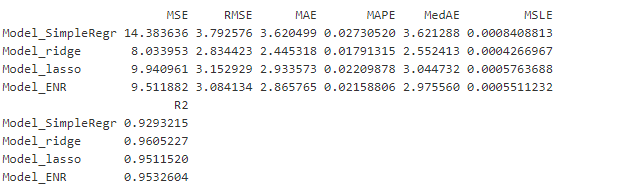 MSE RMSE MAE MAPE MedAE MSLE
Model_SimpleRegr 14.383636 3.792576 3.620499 0.02730520 3.621288 0.0008408813
Model_ridge 8.033953 2.834423 2.445318 0.01791315 2.552413 0.0004266967
Model_lasso 9.940961 3.152929 2.933573 0.02209878 3.044732 0.0005763688
Model_ENR 9.511882 3.084134 2.865765 0.02158806 2.975560 0.0005511232
R2
Model_SimpleRegr 0.9293215
Model_ridge 0.9605227
Model_lasso 0.9511520
Model_ENR 0.9532604